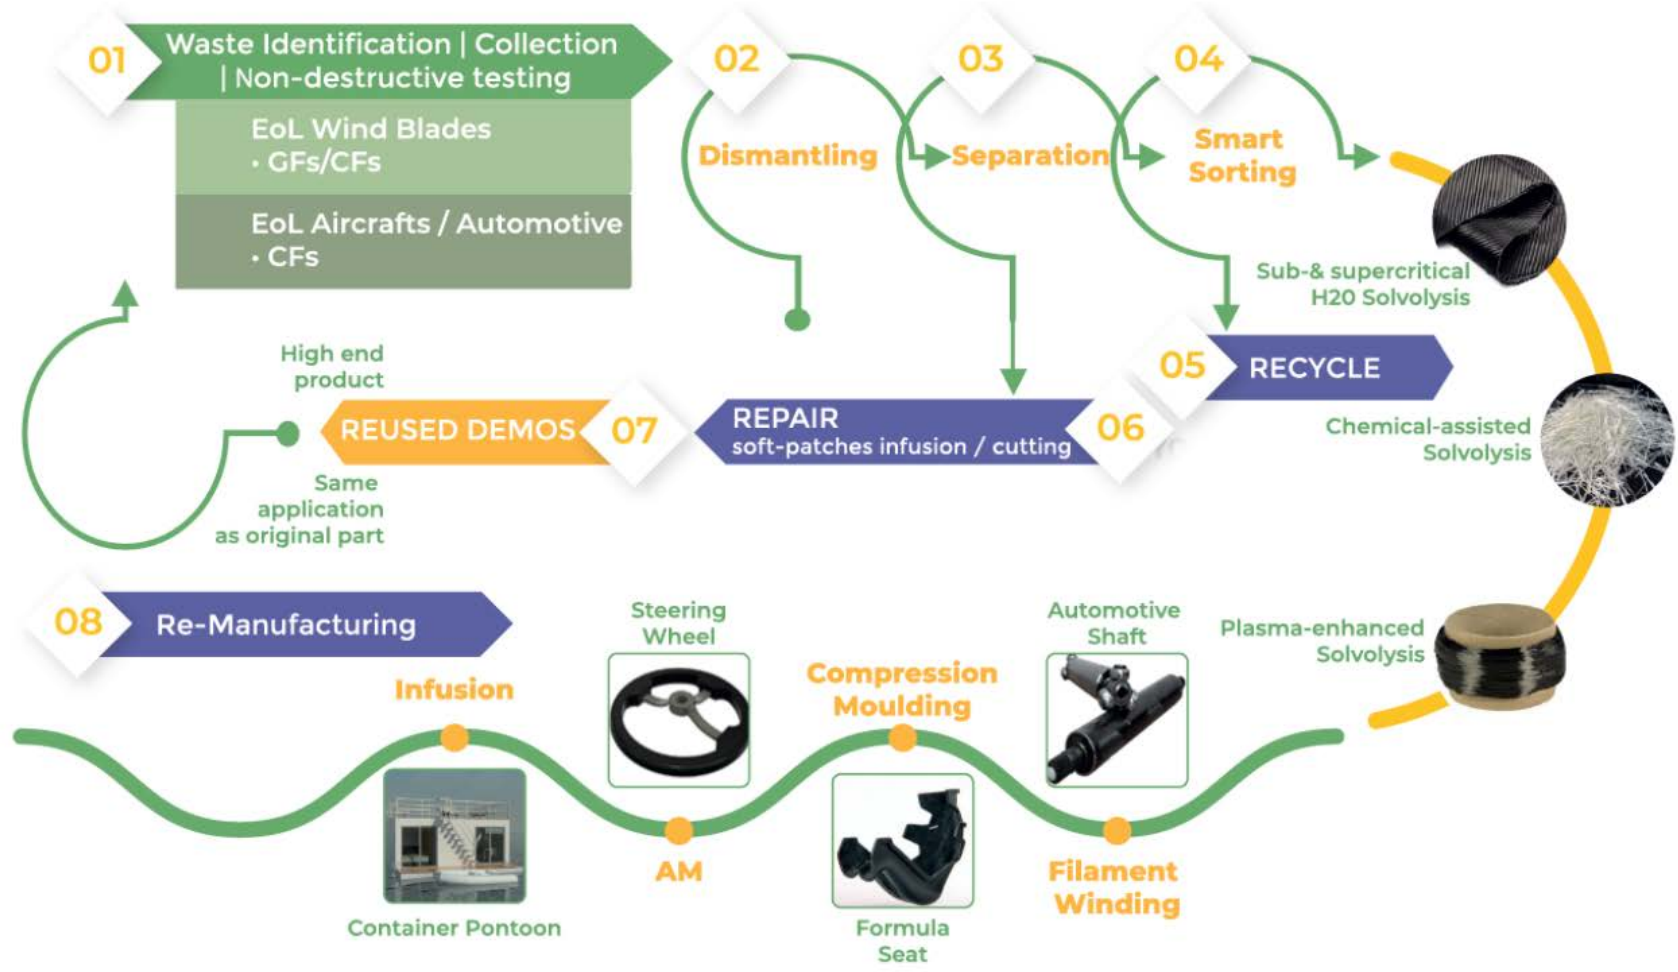 01
Waste Identification | Collection
| Non-destructive testing
EoL Wind Blades
· GFs/CFs
EoL Aircrafts / Automotive
· CFs
02
Dismantling
03
Separation
04
Smart
Sorting
Sub-& supercritical
H20 Solvolysis
05
RECYCLE
Chemical-assisted
Solvolysis
Plasma-enhanced
Solvolysis
06
REPAIR
soft-patches infusion / cutting
07
REUSED DEMOS
High end
product
Same
application
as original part
08
Re-Manufacturing
Infusion
Container Pontoon
Steering
Wheel
AM
Compression
Moulding
Formula
Seat
Automotive
Shaft
Filament
Winding